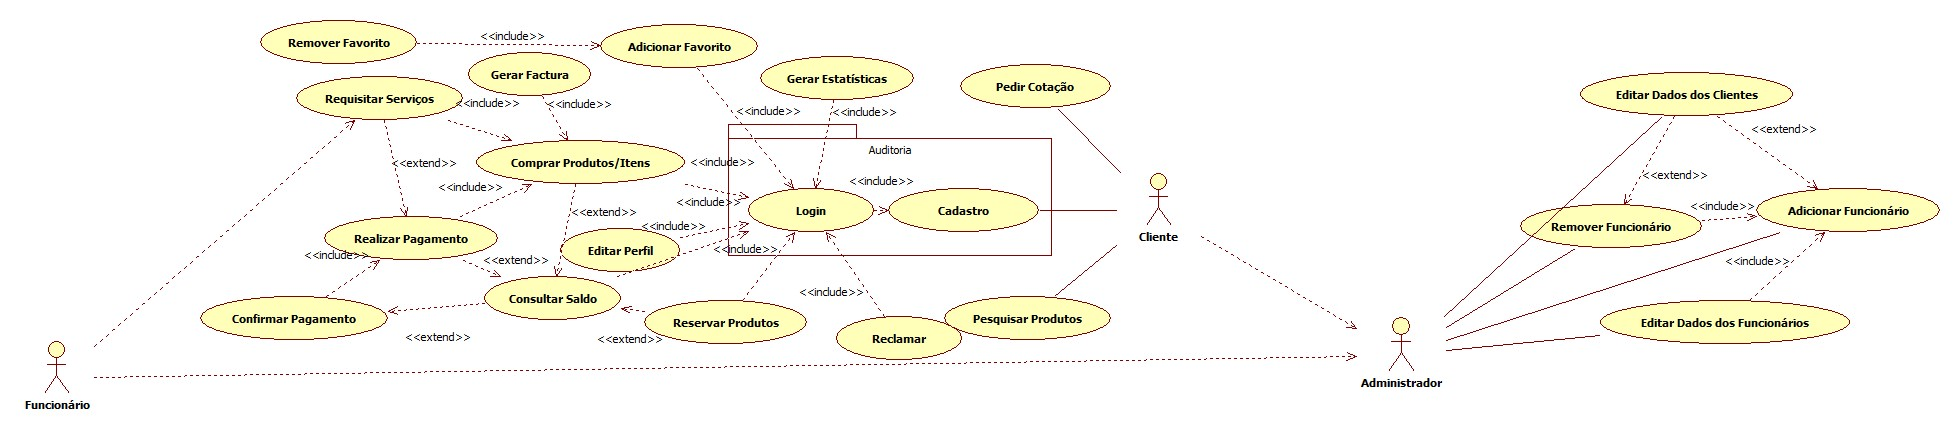 Remover Favorito
<<include>>
Adicionar Favorito
Gerar Factura
Gerar Estatísticas
Pedir Cotação
Editar Dados dos Clientes
Requisitar Serviços
<<include>>
<<include>>
<<include>>
<<include>>
<<extend>>
Auditoria
Comprar Produtos/Itens
<<extend>>
<<include>>
<<include>>
<<extend>>
<<include>>
<<include>>
<<include>>
Login
Cadastro
Adicionar Funcionário
<<extend>>
<<include>>
Remover Funcionário
Realizar Pagamento
Cliente
Editar Perfil
<<include>>
<<include>>
<<extend>>
<<include>>
Consultar Saldo
<<include>>
Confirmar Pagamento
Reservar Produtos
Pesquisar Produtos
Editar Dados dos Funcionários
<<extend>>
<<extend>>
Reclamar
Administrador
Funcionário